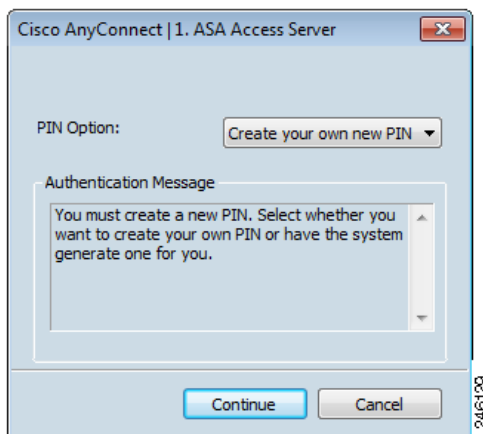 Cisco AnyConnect | 1. ASA Access Server
PIN Option:
Create your own new PIN
Authentication Message
You must create a new PIN. Select whether you
want to create your own PIN or have the system
generate one for you.
Continue
Cancel
246129